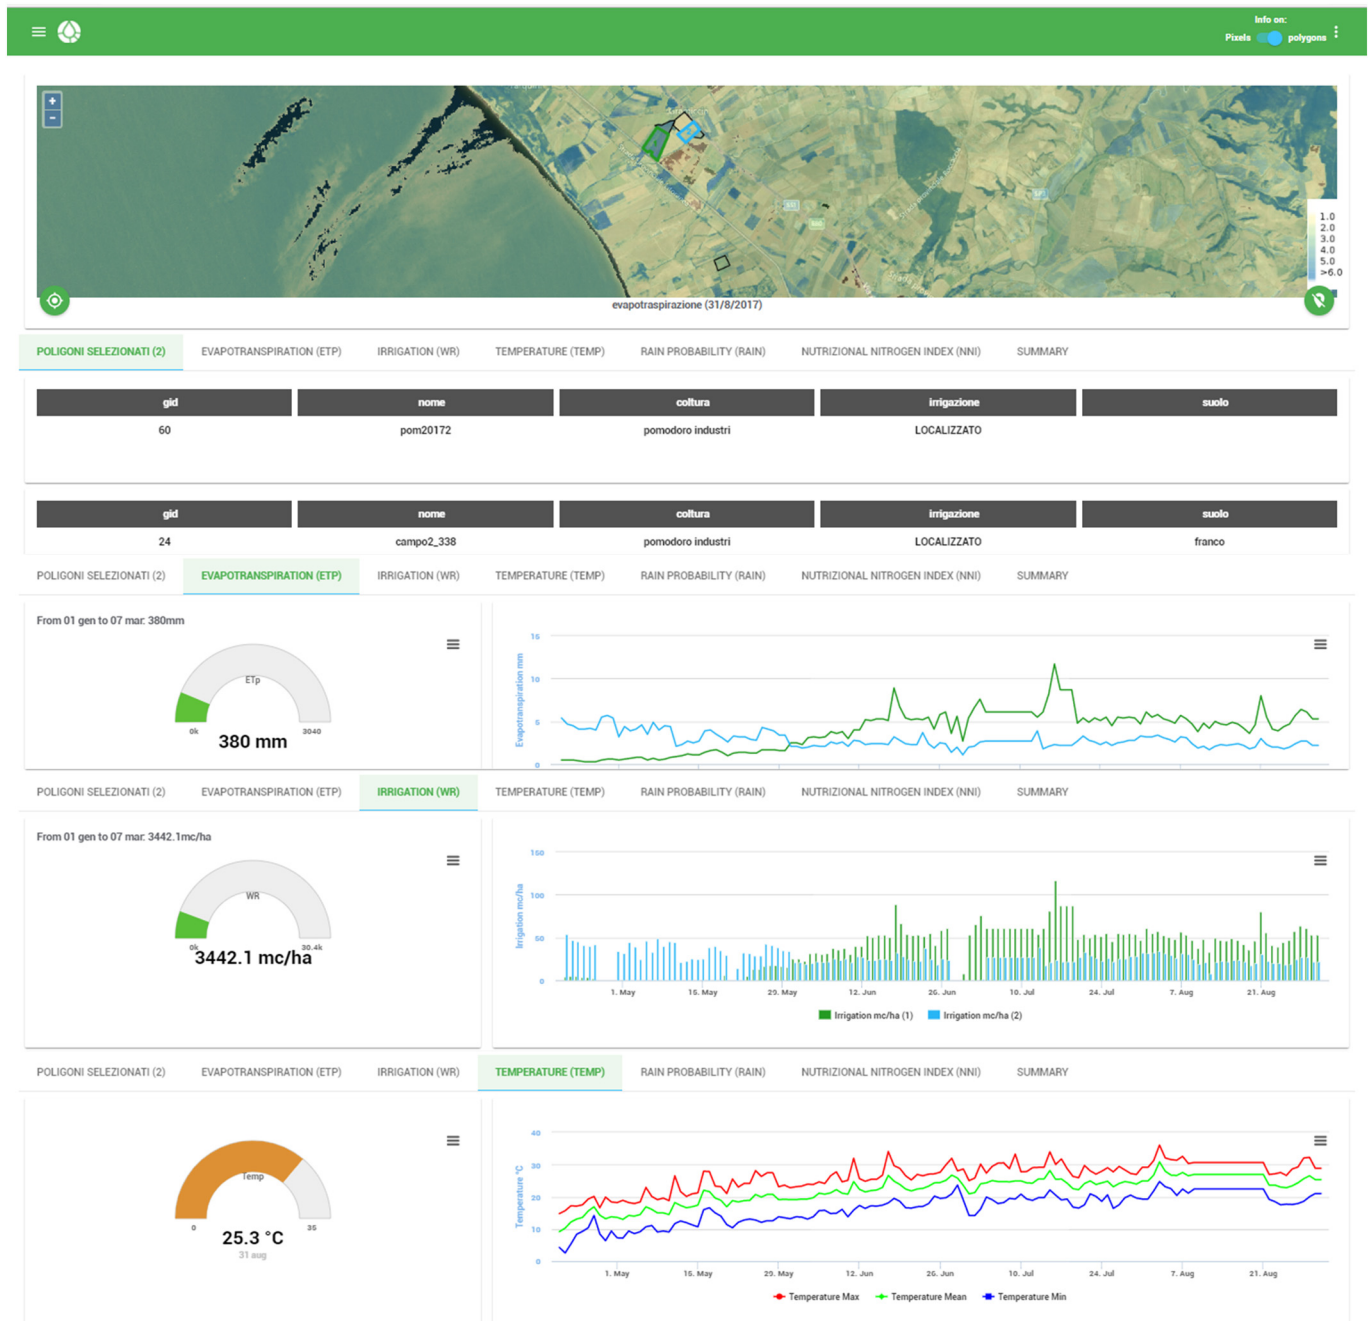 Info on:
Pixels polygons
+
-
1.0
2.0
3.0
4.0
5.0
>6.0
evapotraspirazione (31/8/2017)
POLIGONI SELEZIONATI (2) EVAPOTRANSPIRATION (ETP) IRRIGATION (WR) TEMPERATURE (TEMP) RAIN PROBABILITY (RAIN) NUTRIZIONAL NITROGEN INDEX (NNI) SUMMARY
gid nome coltura irrigazione suolo
60 pom20172 pomodoro industri LOCALIZZATO
gid nome coltura irrigazione suolo
24 campo2_338 pomodoro industri LOCALIZZATO franco
POLIGONI SELEZIONATI (2) EVAPOTRANSPIRATION (ETP) IRRIGATION (WR) TEMPERATURE (TEMP) RAIN PROBABILITY (RAIN) NUTRIZIONAL NITROGEN INDEX (NNI) SUMMARY
From 01 gen to 07 mar: 380mm
ETp
0k 3040
380 mm
Evapotranspiration mm
15
10
5
0
POLIGONI SELEZIONATI (2) EVAPOTRANSPIRATION (ETP) IRRIGATION (WR) TEMPERATURE (TEMP) RAIN PROBABILITY (RAIN) NUTRIZIONAL NITROGEN INDEX (NNI) SUMMARY
From 01 gen to 07 mar: 3442.1mc/ha
WR
0k 30.4k
3442.1 mc/ha
Irrigation mc/ha
150
100
50
0
1. May 15. May 29. May 12. Jun 26. Jun 10. Jul 24. Jul 7. Aug 21. Aug
Irrigation mc/ha (1) Irrigation mc/ha (2)
POLIGONI SELEZIONATI (2) EVAPOTRANSPIRATION (ETP) IRRIGATION (WR) TEMPERATURE (TEMP) RAIN PROBABILITY (RAIN) NUTRIZIONAL NITROGEN INDEX (NNI) SUMMARY
Temp
0 35
25.3 °C
31 aug
Temperature °C
40
30
20
10
0
1. May 15. May 29. May 12. Jun 26. Jun 10. Jul 24. Jul 7. Aug 21. Aug
Temperature Max Temperature Mean Temperature Min